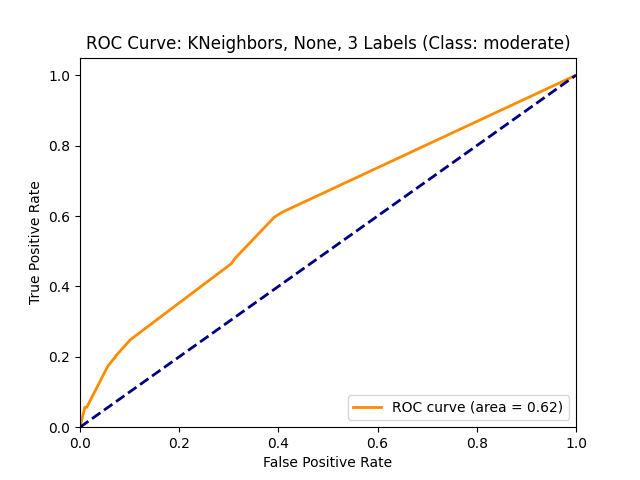 ROC Curve: KNeighbors, None, 3 Labels (Class: moderate)
True Positive Rate
1.0
0.8
0.6
0.4
0.2
0.0
ROC curve (area = 0.62)
0.0 0.2 0.4 0.6 0.8 1.0
False Positive Rate